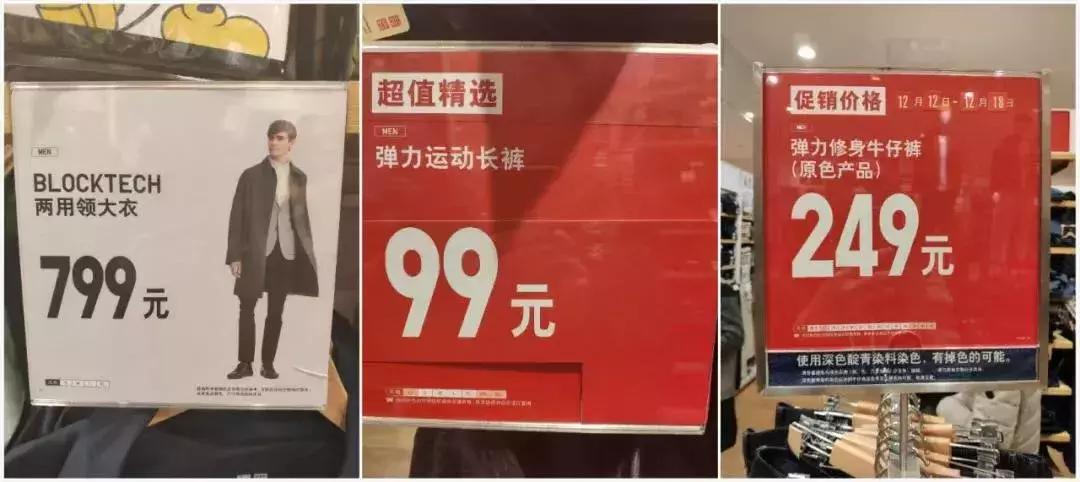 MEN
BLOCKTECH
两用领大衣
799元
超值精选
MEN
弹力运动长裤
99元
促销价格 12月12日-12月18日
MEN
弹力修身牛仔裤
(原色产品)
249元
使用深色靛青染料染色，有掉色的可能。